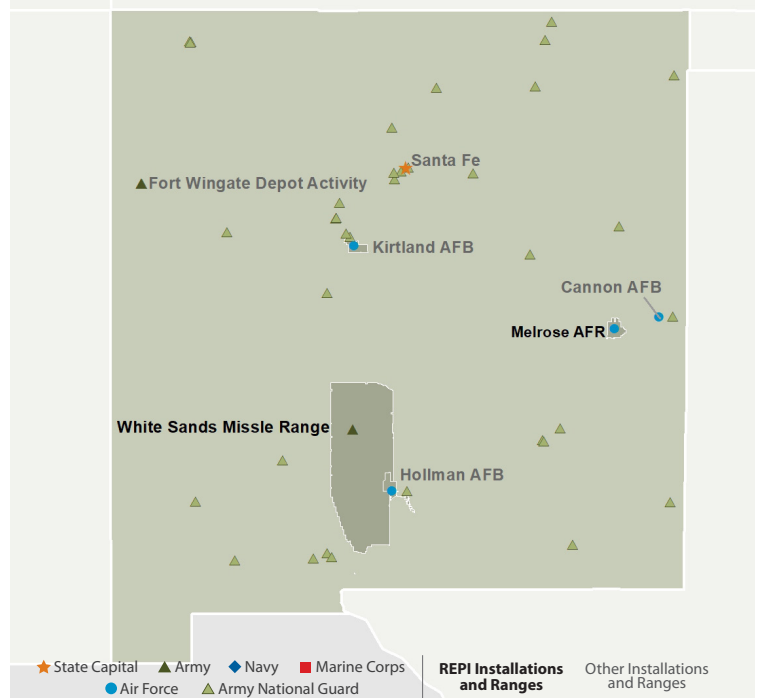 Santa Fe
Fort Wingate Depot Activity
Kirtland AFB
Cannon AFB
Melrose AFR
White Sands Missle Range
Hollman AFB
State Capital Army Navy Marine Corps
Air Force Army National Guard
REPI Installations
and Ranges
Other Installations
and Ranges